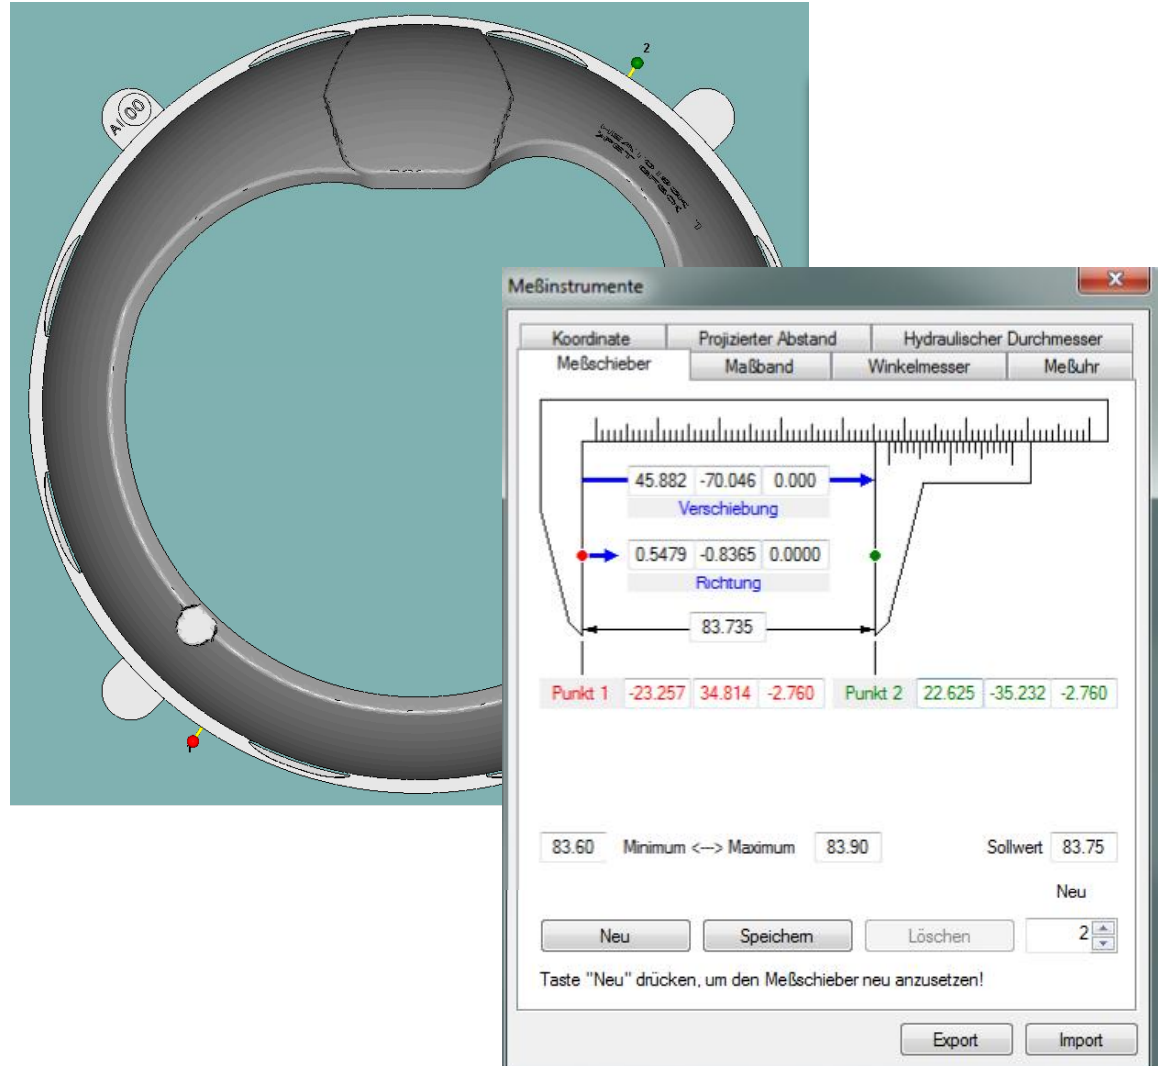 2
AI 00
Meßinstrumente
Koordinate Projizierter Abstand Hydraulischer Durchmesser
Meßschieber Maßband Winkelmesser Meßuhr
45.882 -70.046 0.000
Verschiebung
0.5479 -0.8365 0.0000
Richtung
83.735
Punkt 1 -23.257 34.814 -2.760 Punkt 2 22.625 -35.232 -2.760
83.60 Minimum <---> Maximum 83.90 Sollwert 83.75
Neu
Neu Speichern Löschen 2
Taste "Neu" drücken, um den Meßschieber neu anzusetzen!
Export Import